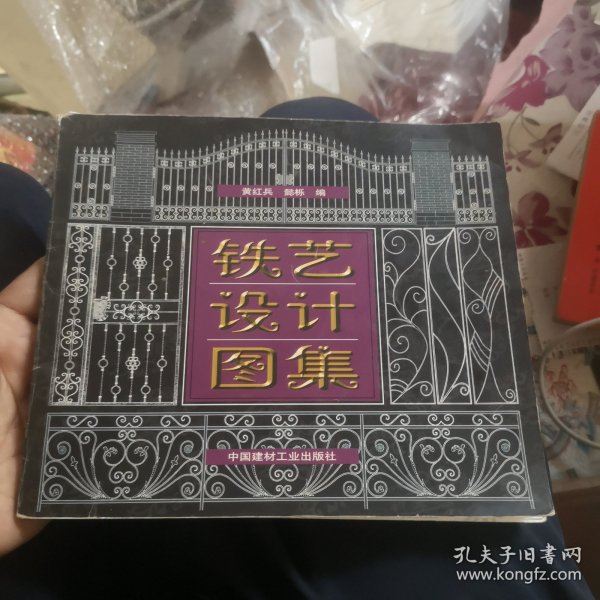 黄红兵 懿栎 编
铁艺
设计
图集
中国建材工业出版社
孔夫子旧书网
www.kongfz.com